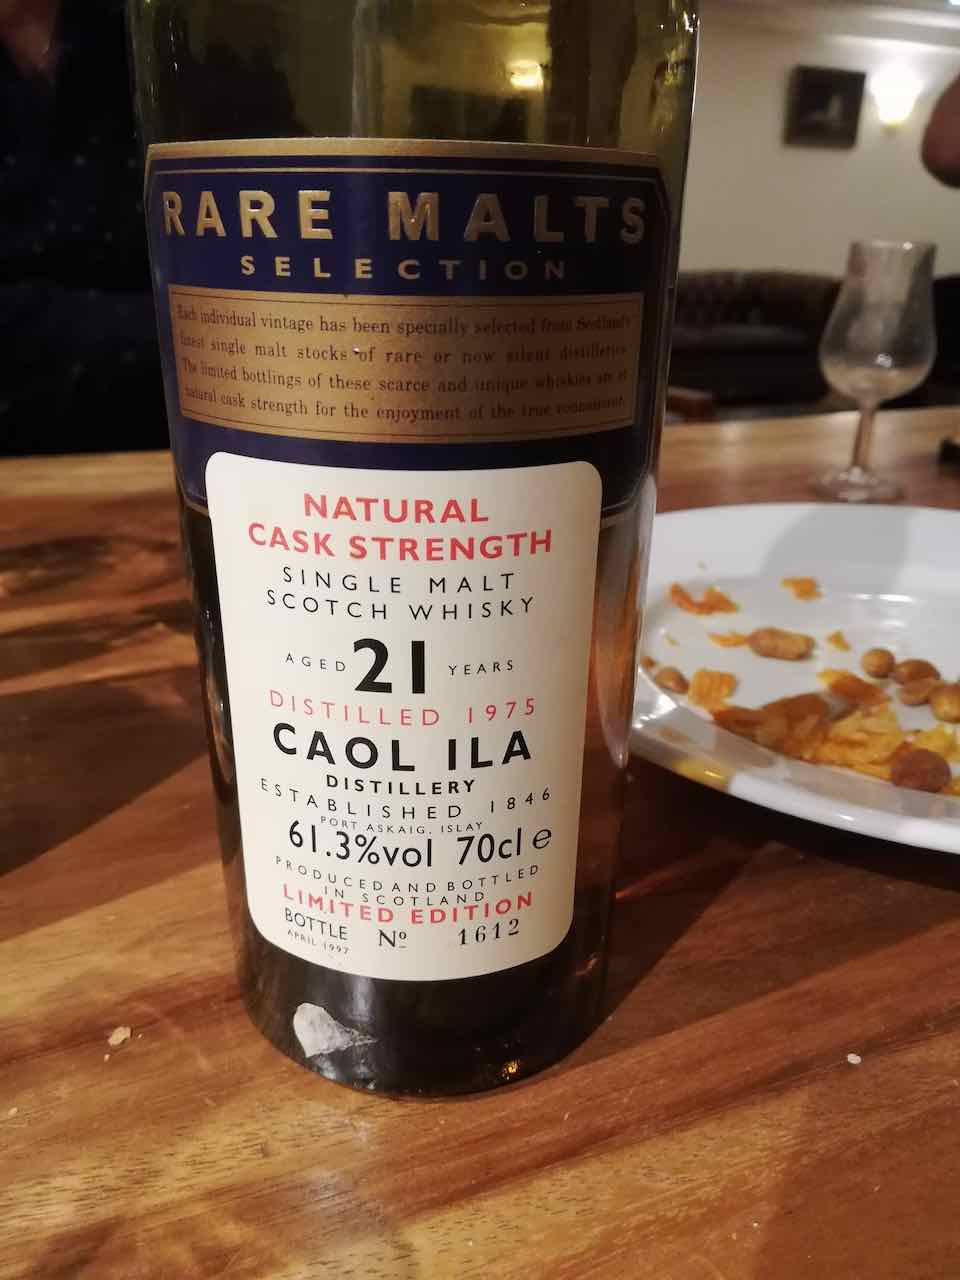 RARE MALTS
SELECTION
Each individual vintage has been specially selected from Scotland's
finest single malt stocks of rare or now silent distilleries.
The limited bottlings of these scarce and unique whiskies are at
natural cask strength for the enjoyment of the true connoisseur.
NATURAL
CASK STRENGTH
SINGLE MALT
SCOTCH WHISKY
AGED 21 YEARS
DISTILLED 1975
CAOL ILA
DISTILLERY
ESTABLISHED 1846
PORT ASKAIG, ISLAY
61.3%vol 70cl e
PRODUCED AND BOTTLED
IN SCOTLAND
LIMITED EDITION
BOTTLE Nº 1612
APRIL 1997